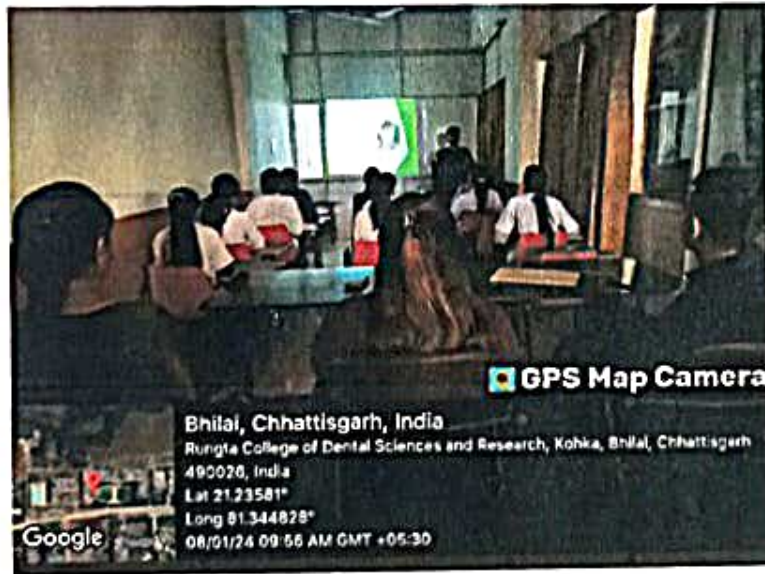 GPS Map Camera
Bhilai, Chhattisgarh, India
Rungta College of Dental Sciences and Research, Kohka, Bhilai, Chhattisgarh
490026, India
Lat 21.23581°
Long 81.344828°
08/01/24 09:56 AM GMT +05:30
Google